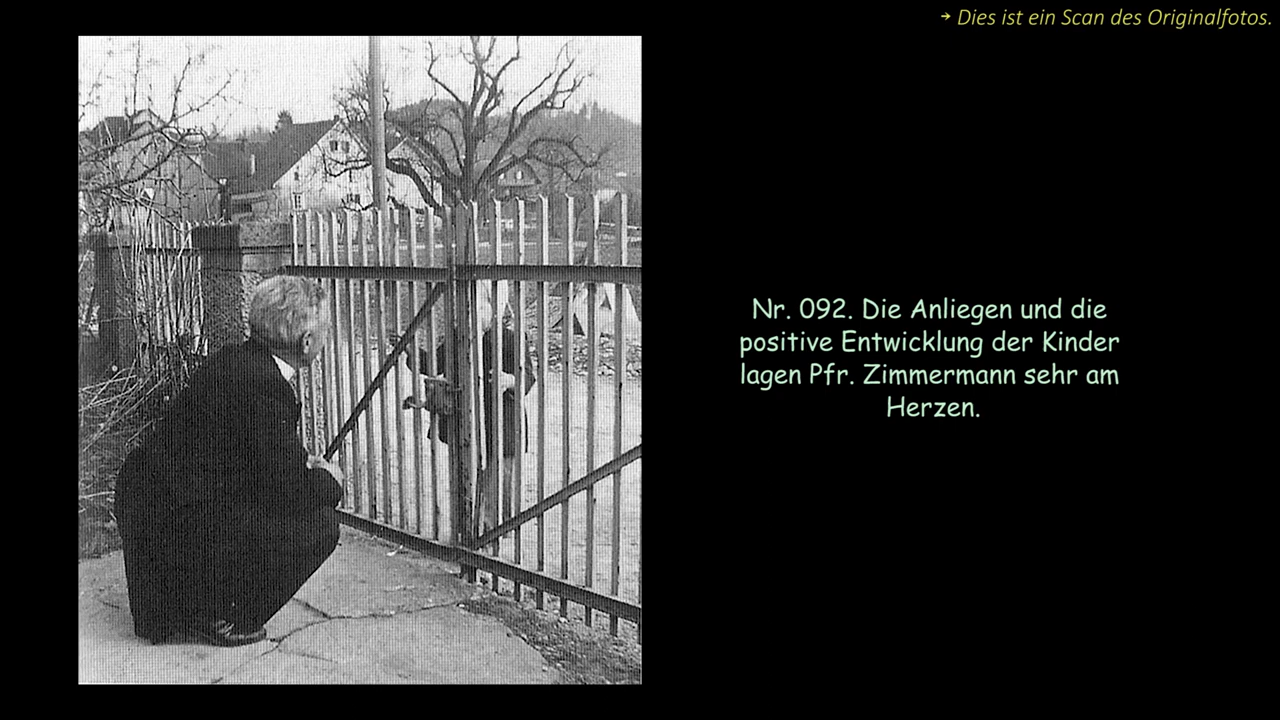 → Dies ist ein Scan des Originalfotos.
Nr. 092. Die Anliegen und die
positive Entwicklung der Kinder
lagen Pfr. Zimmermann sehr am
Herzen.